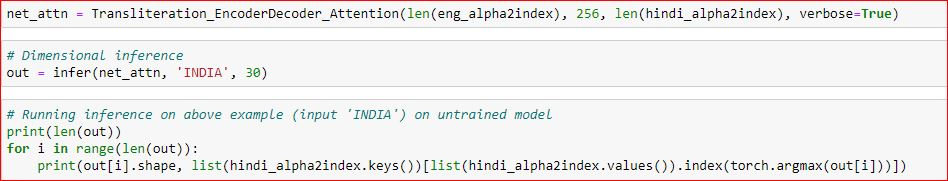 net_attn = Transliteration_EncoderDecoder_Attention(len(eng_alpha2index), 256, len(hindi_alpha2index), verbose=True)
# Dimensional inference
out = infer(net_attn, 'INDIA', 30)
# Running inference on above example (input 'INDIA') on untrained model
print(len(out))
for i in range(len(out)):
    print(out[i].shape, list(hindi_alpha2index.keys())[list(hindi_alpha2index.values()).index(torch.argmax(out[i]))])